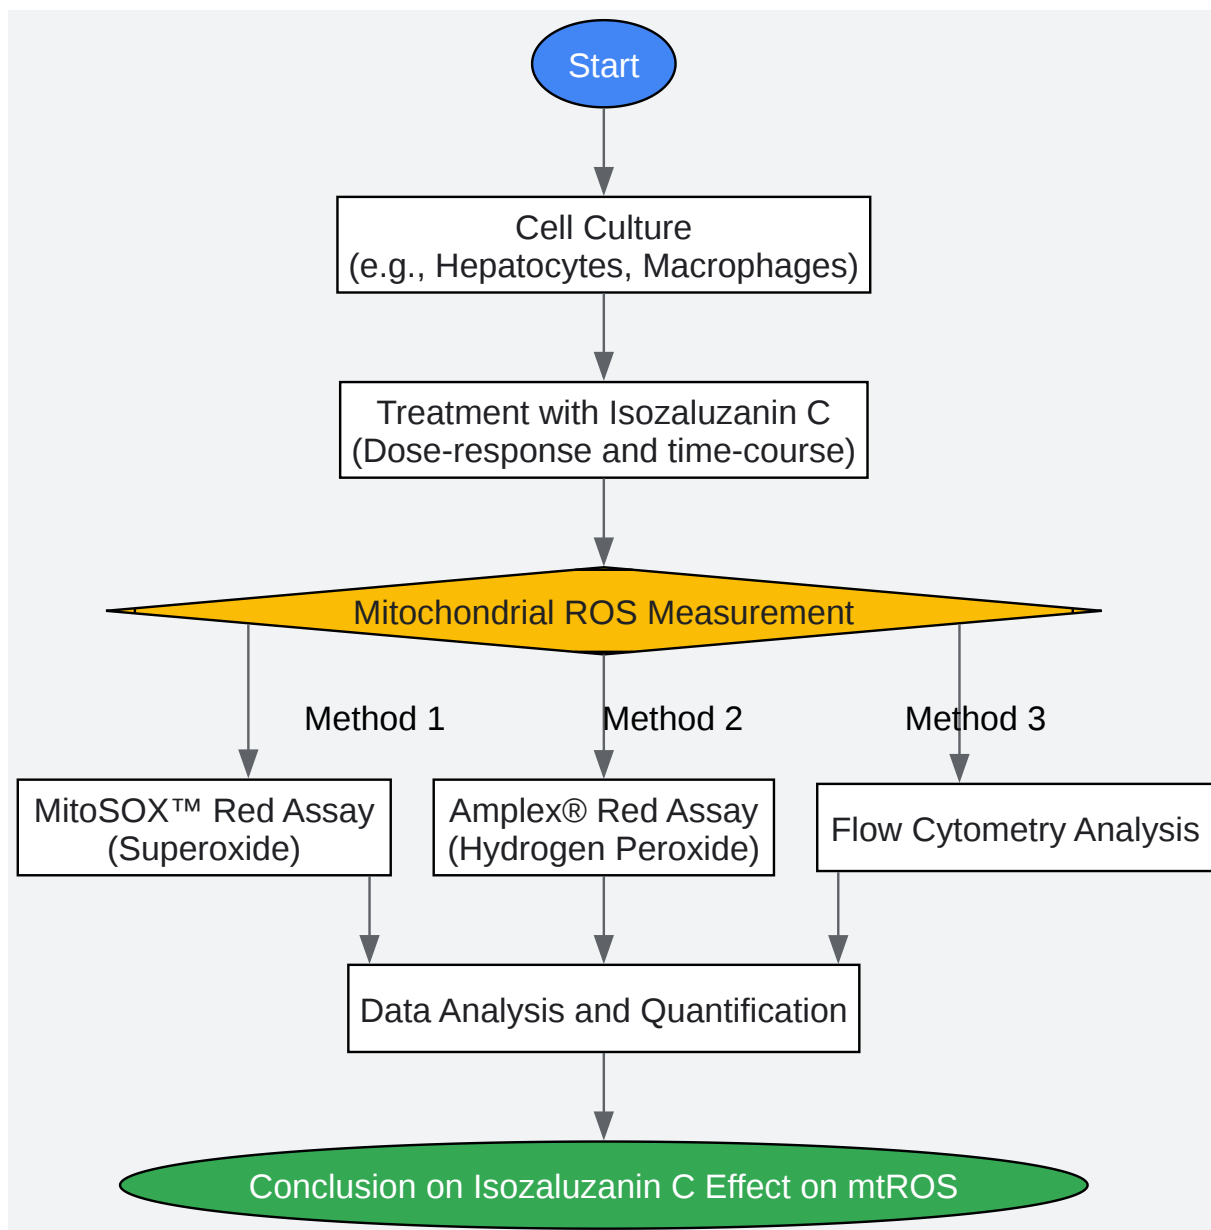 Start
Cell Culture
(e.g., Hepatocytes, Macrophages)
Treatment with Isozaluzanin C
(Dose-response and time-course)
Mitochondrial ROS Measurement
Method 1
Method 2
Method 3
MitoSOX™ Red Assay
(Superoxide)
Amplex® Red Assay
(Hydrogen Peroxide)
Flow Cytometry Analysis
Data Analysis and Quantification
Conclusion on Isozaluzanin C Effect on mtROS